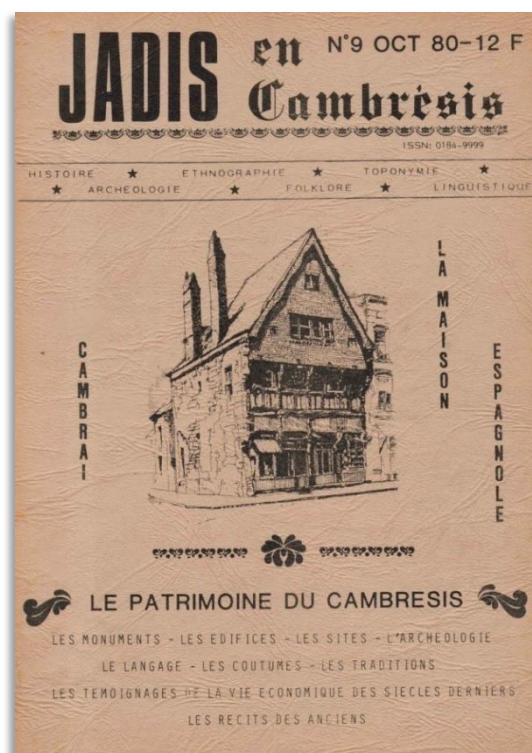 JADIS en N°9 OCT 80-12 F
Cambrèsis
ISSN: 0184-9999
HISTOIRE ★ ETHNOGRAPHIE ★ TOPONYMIE ★
★ ARCHEOLOGIE ★ FOLKLORE ★ LINGUISTIQUE
CAMBRAI
LA MAISON
ESPAGNOLE
LE PATRIMOINE DU CAMBRESIS
LES MONUMENTS - LES EDIFICES - LES SITES - L'ARCHEOLOGIE
LE LANGAGE - LES COUTUMES - LES TRADITIONS
LES TEMOIGNAGES DE LA VIE ECONOMIQUE DES SIECLES DERNIERS
LES RECITS DES ANCIENS